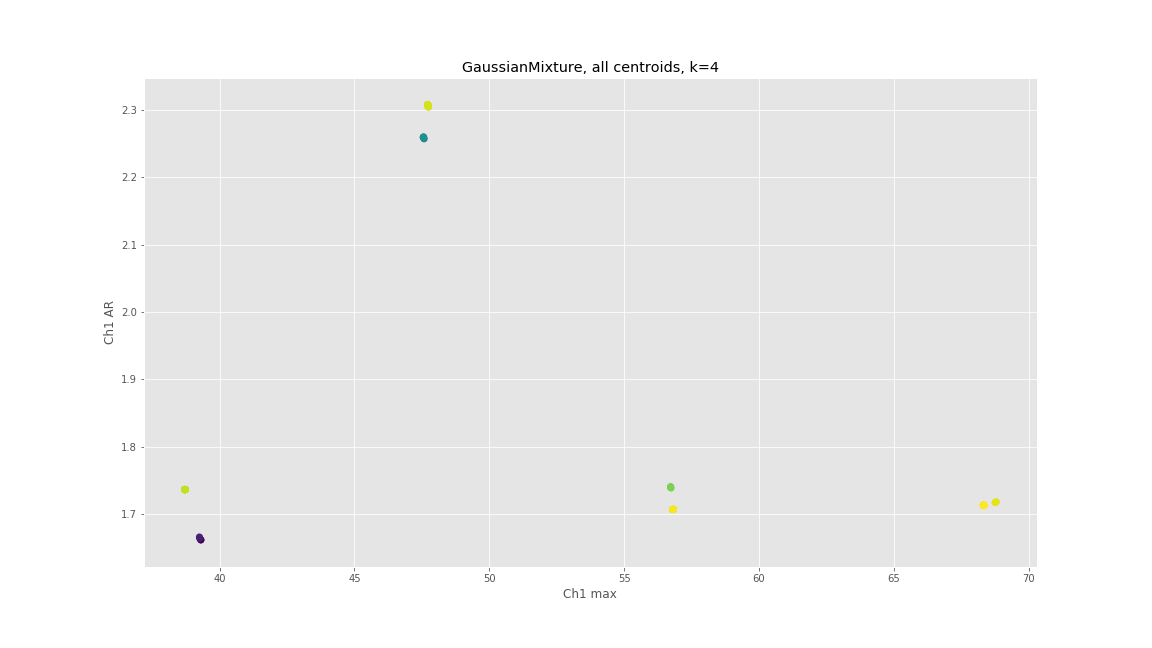 GaussianMixture, all centroids, k=4
2.3
2.2
2.1
2.0
1.9
1.8
1.7
Ch1 AR
40 45 50 55 60 65 70
Ch1 max